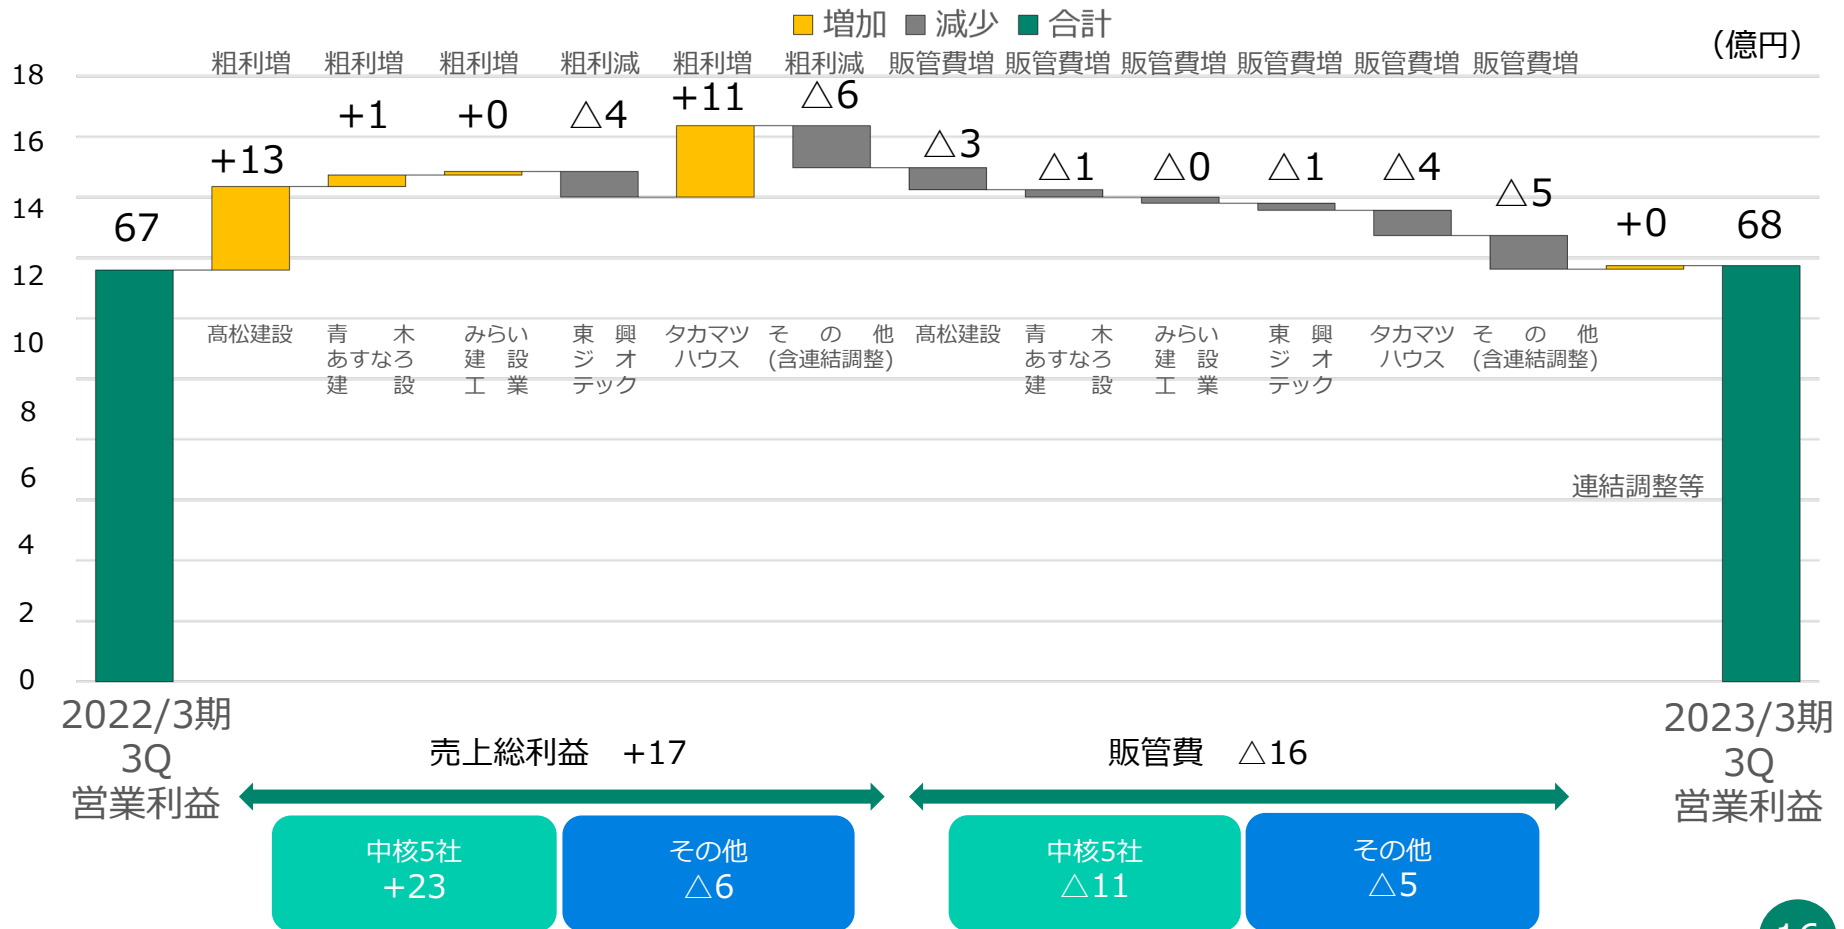 増加 減少 合計
(億円)
粗利増 粗利増 粗利増 粗利減 粗利増 粗利減 販管費増 販管費増 販管費増 販管費増 販管費増 販管費増
18
16
14
12
10
8
6
4
2
0
67
+13
+1
+0
△4
+11
△6
△3
△1
△0
△1
△4
△5
+0
68
髙松建設
青木
あすなろ
建設
みらい
建設
工業
東興
ジオ
テック
タカマツ
ハウス
その他
(含連結調整)
髙松建設
青木
あすなろ
建設
みらい
建設
工業
東興
ジオ
テック
タカマツ
ハウス
その他
(含連結調整)
連結調整等
2022/3期
3Q
営業利益
2023/3期
3Q
営業利益
売上総利益 +17
販管費 △16
中核5社
+23
その他
△6
中核5社
△11
その他
△5
16